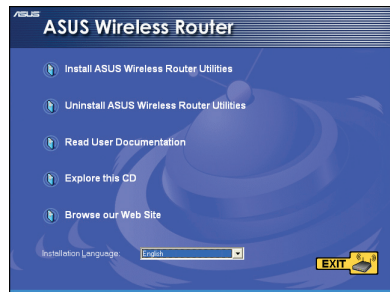 ASUS
ASUS Wireless Router
Install ASUS Wireless Router Utilities
Uninstall ASUS Wireless Router Utilities
Read User Documentation
Explore this CD
Browse our Web Site
Installation Language: English
EXIT